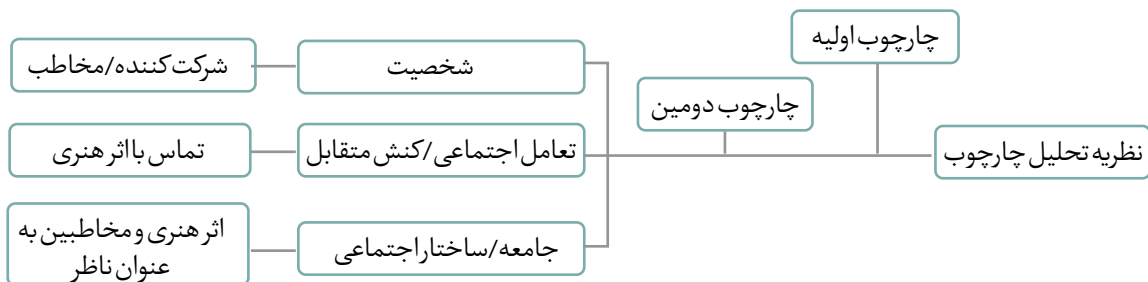 چارچوب اولیه
چارچوب دومین
نظریه تحلیل چارچوب
شخصیت
شرکت‌کننده/مخاطب
تعامل اجتماعی/کنش متقابل
تماس با اثر هنری
جامعه/ساختار اجتماعی
اثر هنری و مخاطبین به
عنوان ناظر